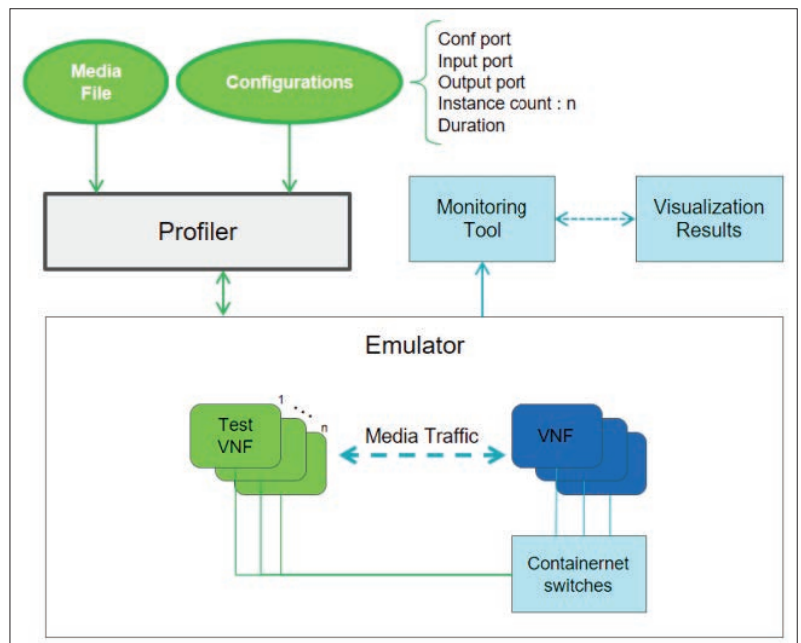 Media
File
Configurations
Conf port
Input port
Output port
Instance count : n
Duration
Profiler
Monitoring
Tool
Visualization
Results
Emulator
1
n
Test
VNF
Media Traffic
VNF
Containernet
switches